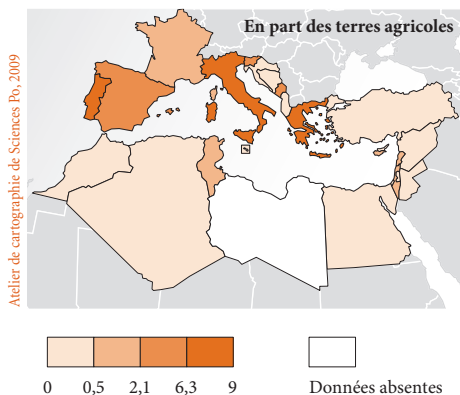 En part des terres agricoles
Atelier de cartographie de Sciences Po, 2009
0 0,5 2,1 6,3 9 Données absentes